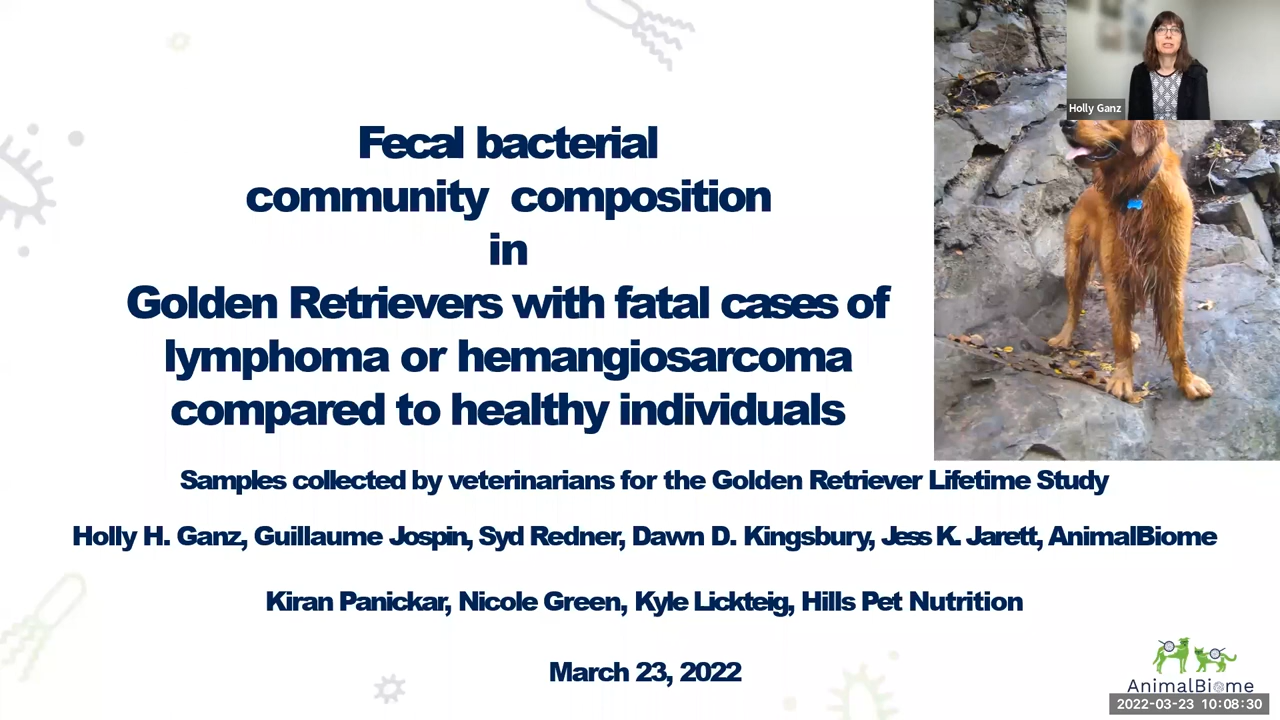 Holly Ganz
Fecal bacterial
community composition
in
Golden Retrievers with fatal cases of
lymphoma or hemangiosarcoma
compared to healthy individuals
Samples collected by veterinarians for the Golden Retriever Lifetime Study
Holly H. Ganz, Guillaume Jospin, Syd Redner, Dawn D. Kingsbury, Jess K. Jarett, AnimalBiome
Kiran Panickar, Nicole Green, Kyle Lickteig, Hills Pet Nutrition
March 23, 2022
AnimalBiome
2022-03-23 10:08:30